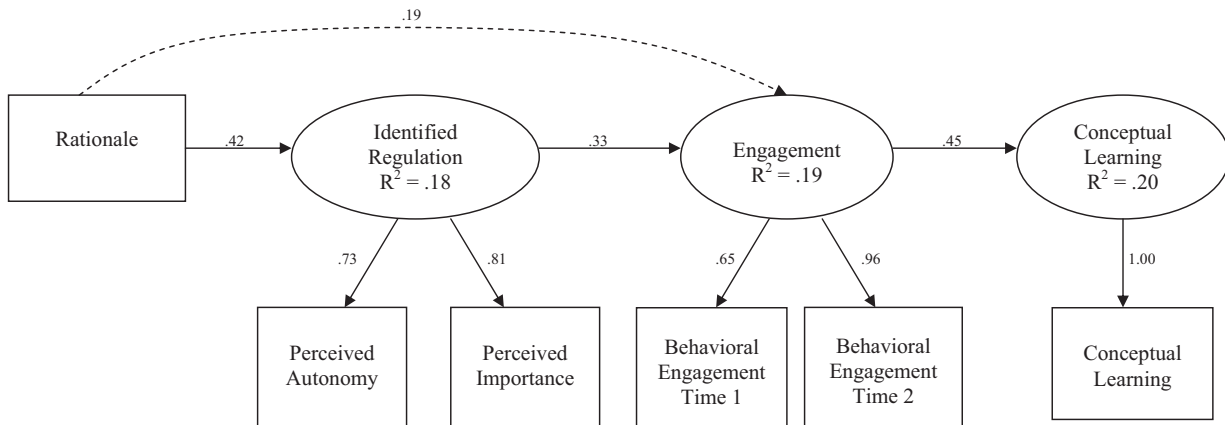 .19
Rationale
.42
Identified
Regulation
R² = .18
.33
Engagement
R² = .19
.45
Conceptual
Learning
R² = .20
.73
.81
.65
.96
1.00
Perceived
Autonomy
Perceived
Importance
Behavioral
Engagement
Time 1
Behavioral
Engagement
Time 2
Conceptual
Learning